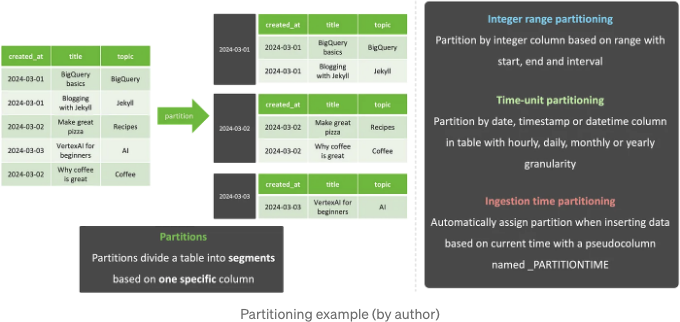 created_at title topic
2024-03-01 BigQuery basics BigQuery
2024-03-01 Blogging with Jekyll Jekyll
2024-03-02 Make great pizza Recipes
2024-03-03 VertexAI for beginners AI
2024-03-02 Why coffee is great Coffee
partition
2024-03-01
created_at title topic
2024-03-01 BigQuery basics BigQuery
2024-03-01 Blogging with Jekyll Jekyll
2024-03-02
created_at title topic
2024-03-02 Make great pizza Recipes
2024-03-02 Why coffee is great Coffee
2024-03-03
created_at title topic
2024-03-03 VertexAI for beginners AI
Partitions
Partitions divide a table into segments
based on one specific column
Integer range partitioning
Partition by integer column based on range with
start, end and interval
Time-unit partitioning
Partition by date, timestamp or datetime column
in table with hourly, daily, monthly or yearly
granularity
Ingestion time partitioning
Automatically assign partition when inserting data
based on current time with a pseudocolumn
named _PARTITIONTIME
Partitioning example (by author)